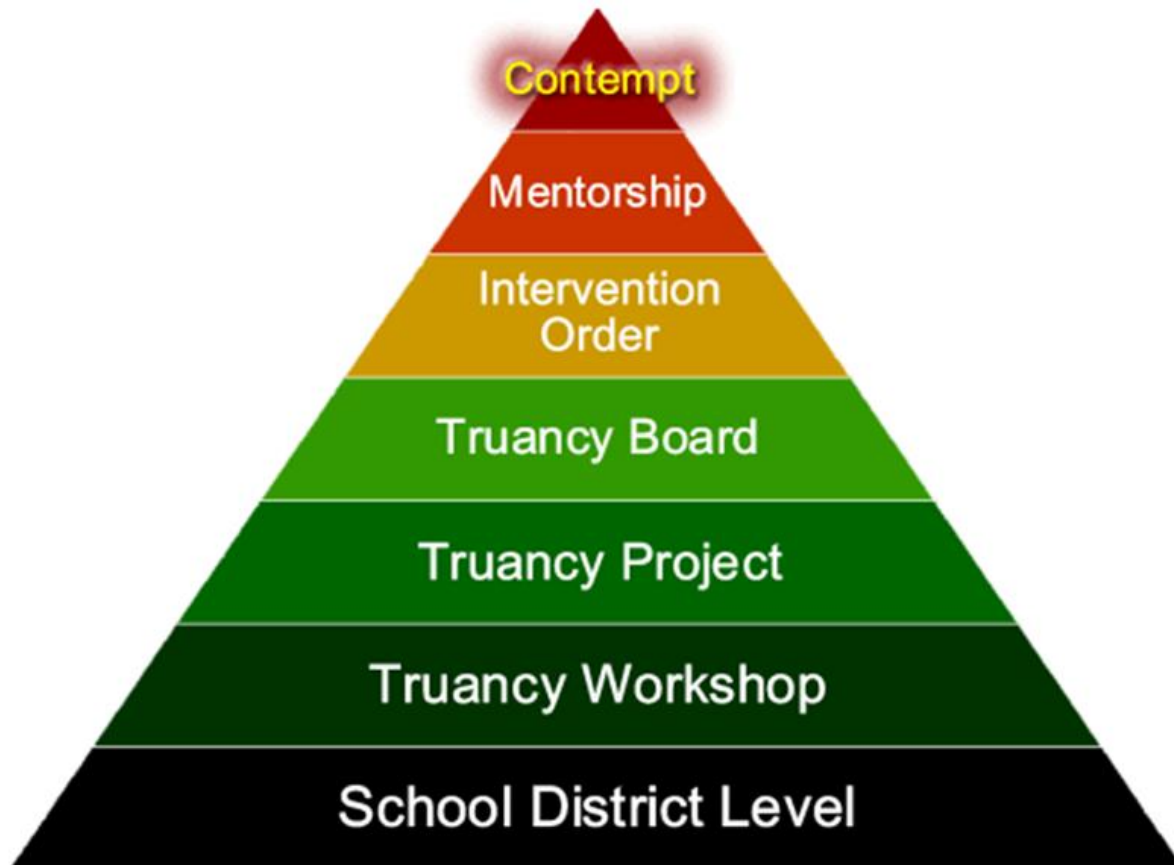 Contempt
Mentorship
Intervention
Order
Truancy Board
Truancy Project
Truancy Workshop
School District Level